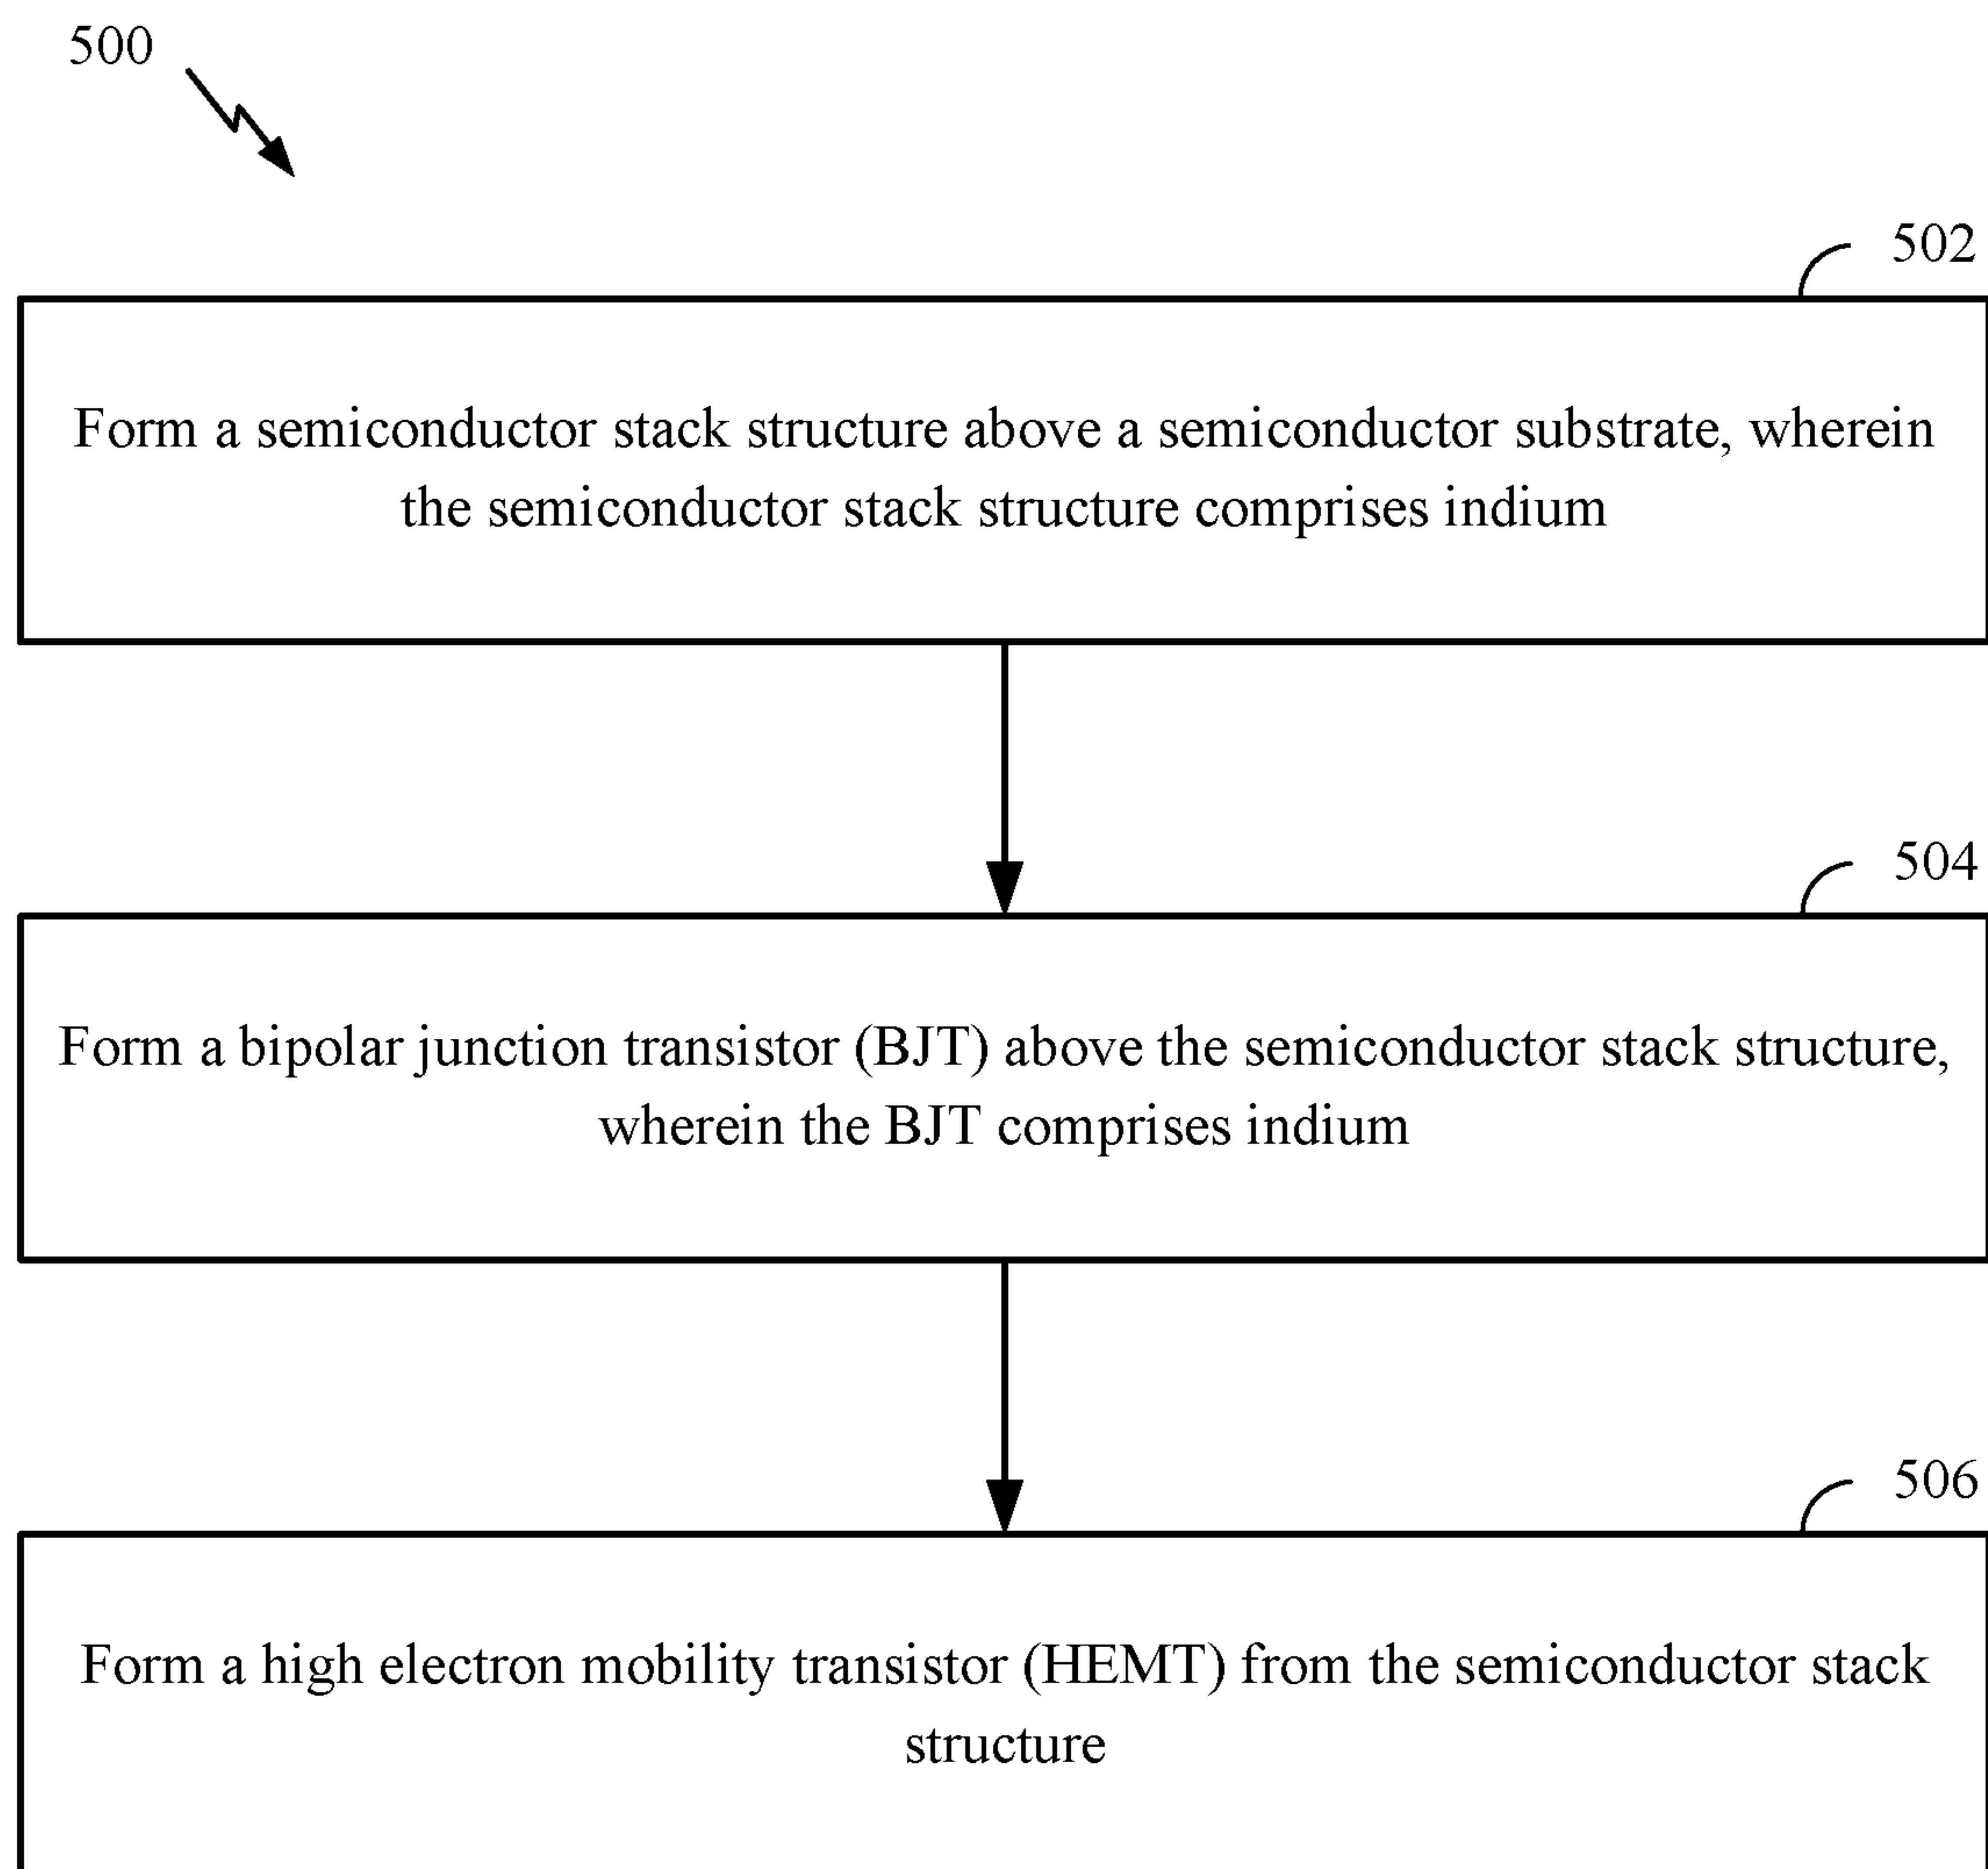 500
502
Form a semiconductor stack structure above a semiconductor substrate, wherein
the semiconductor stack structure comprises indium
504
Form a bipolar junction transistor (BJT) above the semiconductor stack structure,
wherein the BJT comprises indium
506
Form a high electron mobility transistor (HEMT) from the semiconductor stack
structure